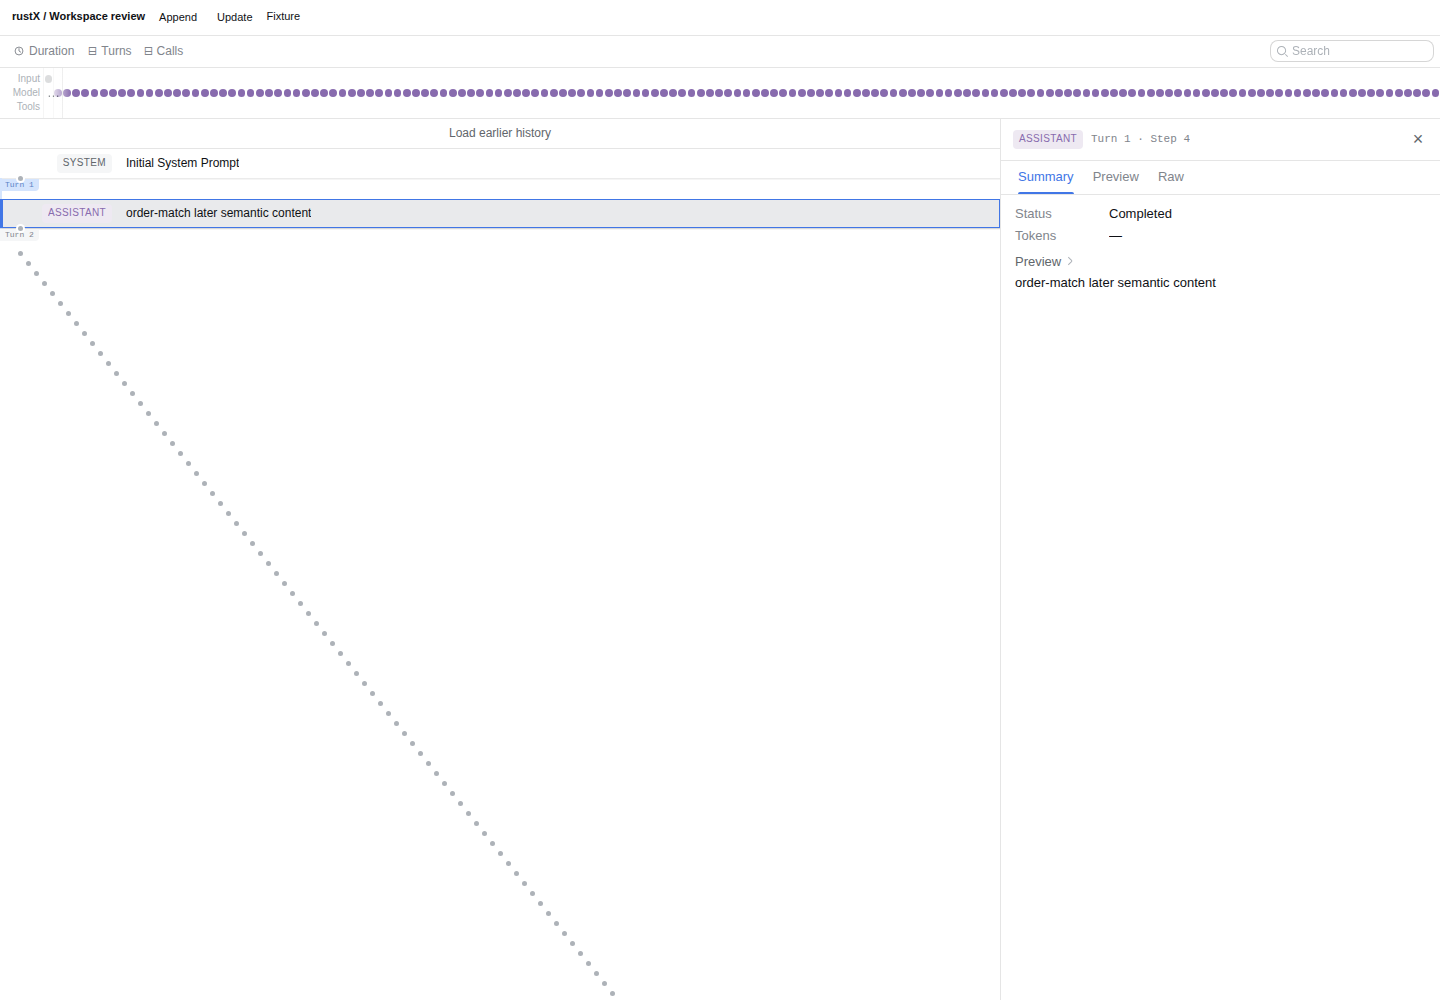 rustX / Workspace review Append Update Fixture
Duration Turns Calls Search
Input
Model
Tools
Load earlier history
SYSTEM Initial System Prompt
Turn 1
ASSISTANT order-match later semantic content
Turn 2
ASSISTANT Turn 1 · Step 4 ×
Summary Preview Raw
Status Completed
Tokens —
Preview
order-match later semantic content